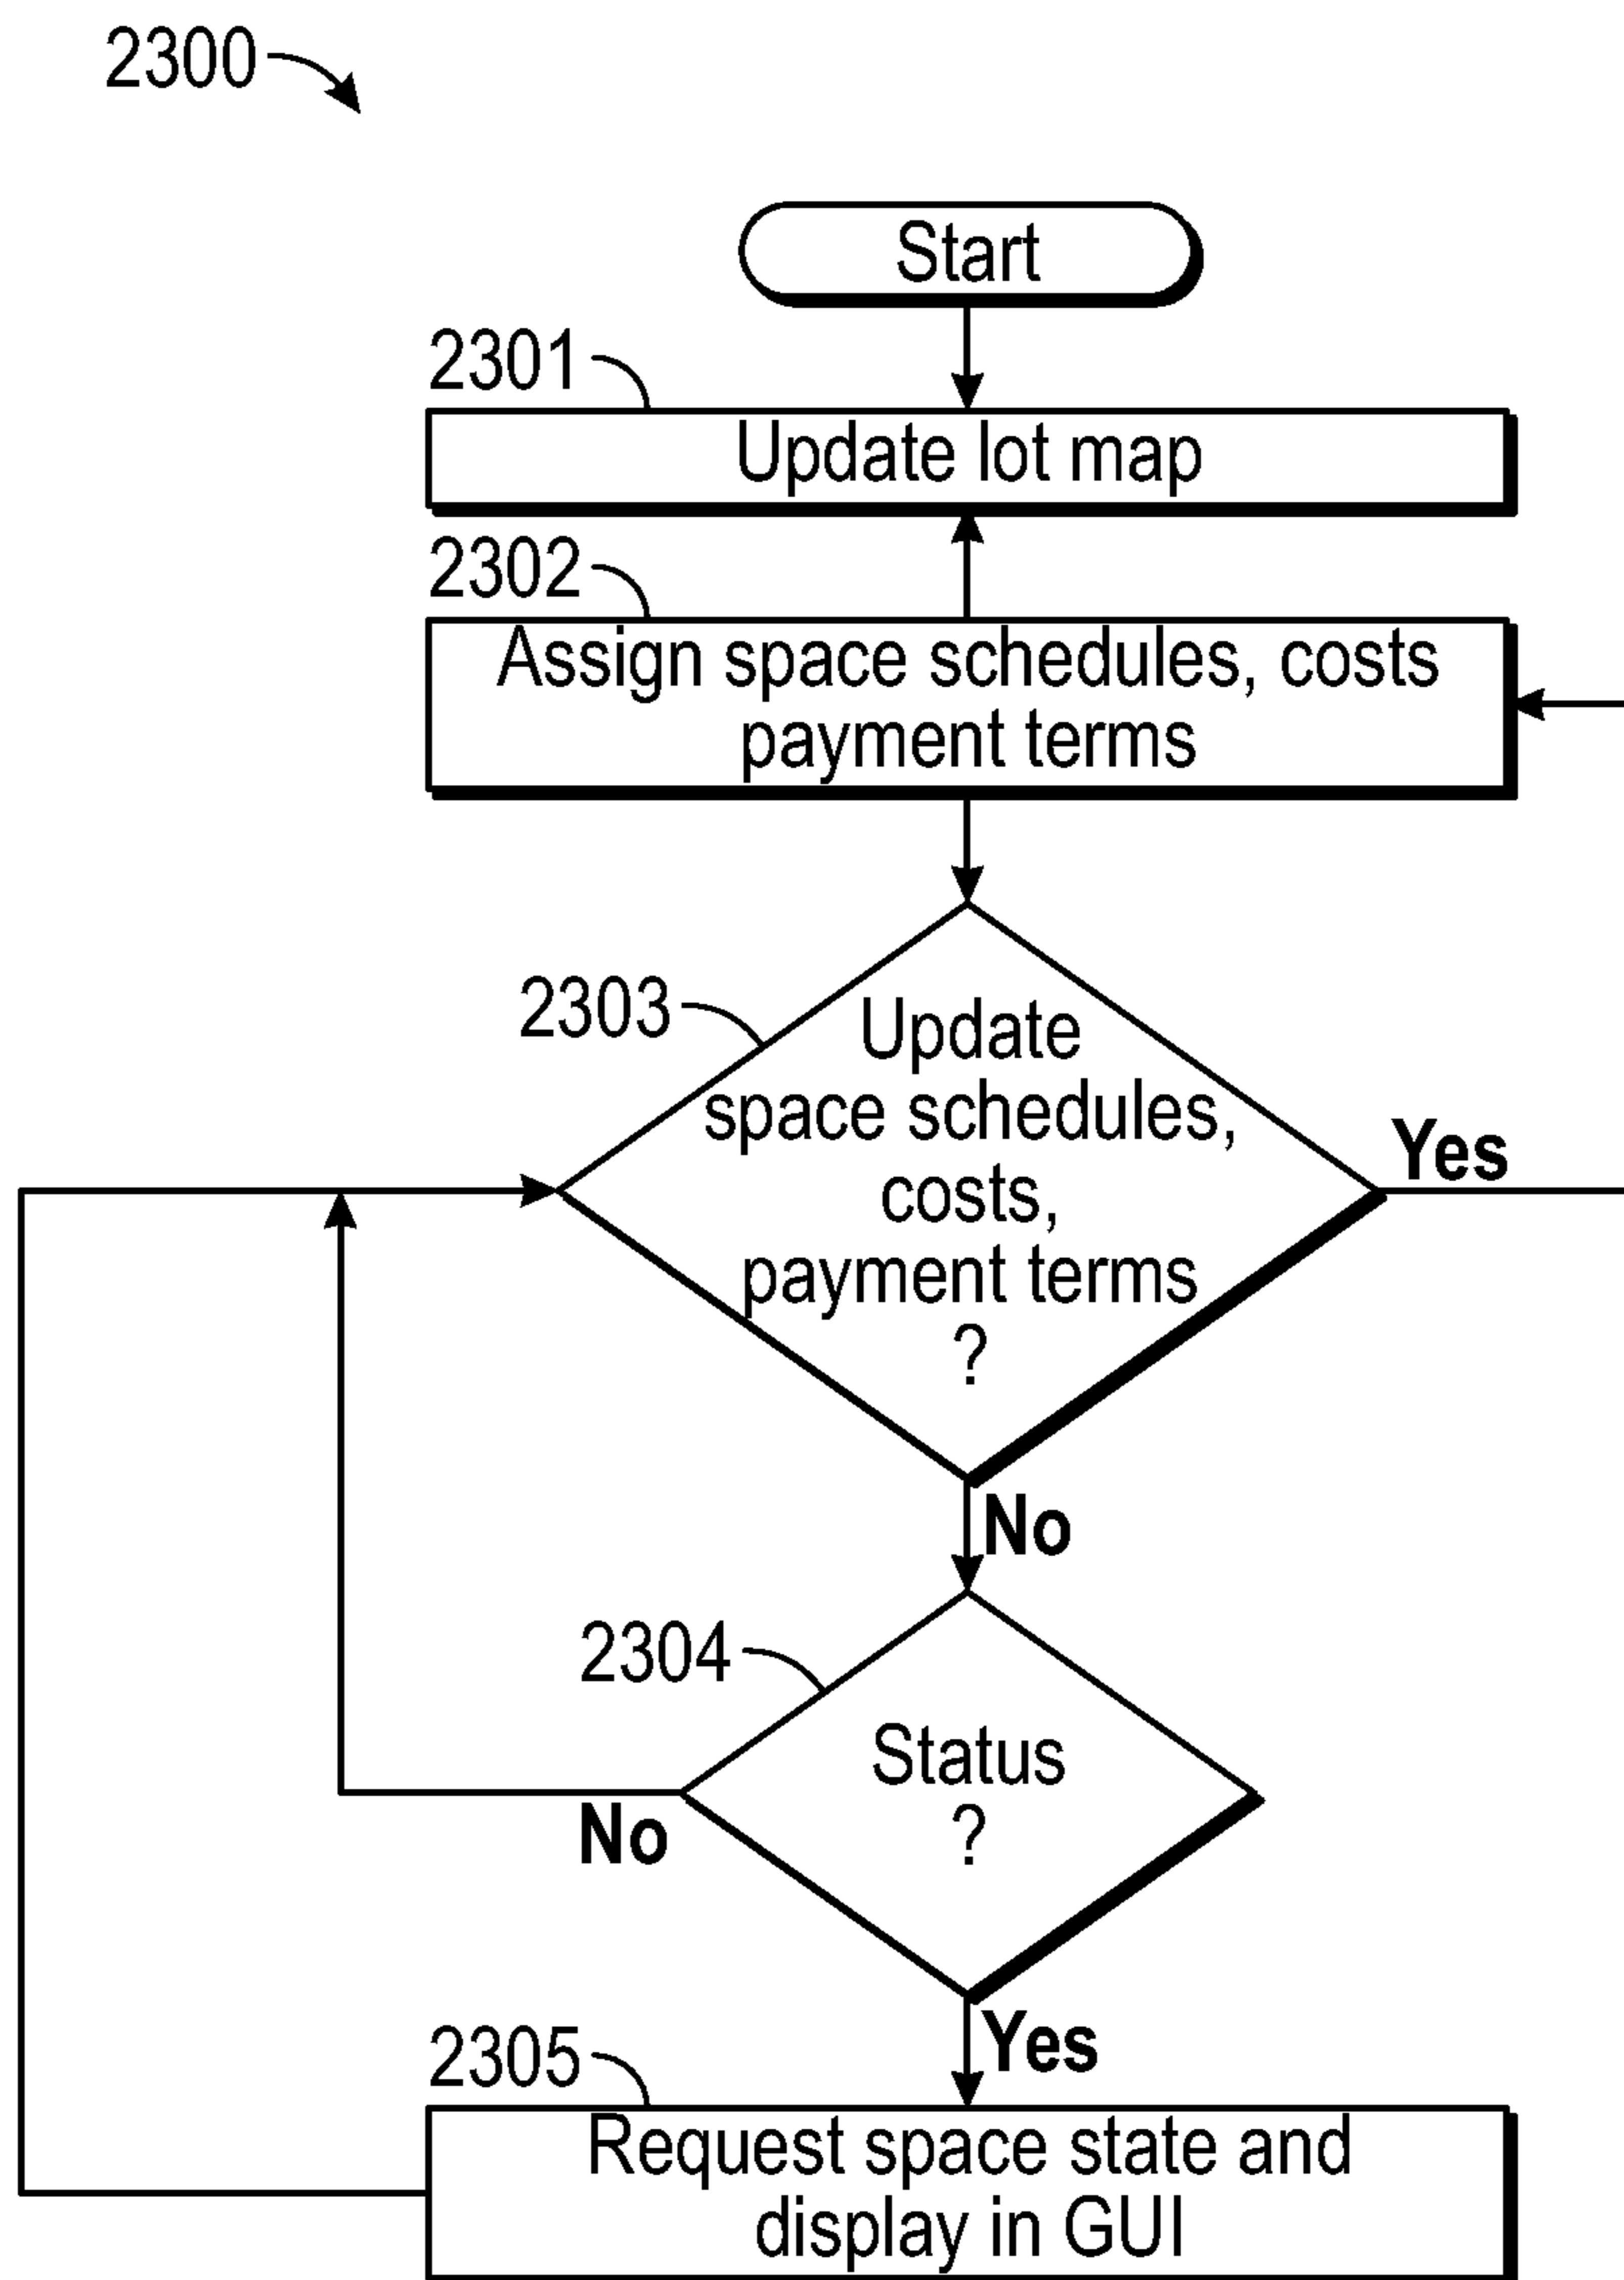 2300
Start
2301
Update lot map
2302
Assign space schedules, costs
payment terms
2303
Update
space schedules,
costs,
payment terms
?
Yes
No
2304
Status
?
No
Yes
2305
Request space state and
display in GUI